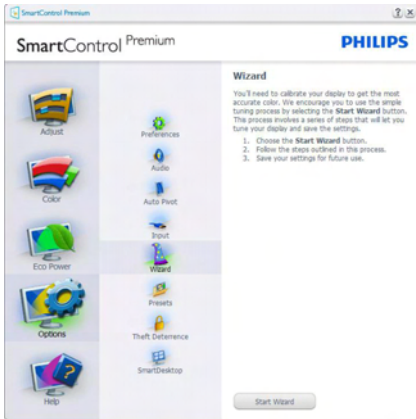 SmartControl Premium
SmartControl Premium
PHILIPS
Adjust
Color
Eco Power
Options
Help
Preferences
Audio
Auto Pivot
Input
Wizard
Presets
Theft Deterrence
SmartDesktop
Wizard
You'll need to calibrate your display to get the most
accurate color. We encourage you to use the simple
tuning process by selecting the Start Wizard button.
This process involves a series of steps that will let you
tune your display and save the settings.
1. Choose the Start Wizard button.
2. Follow the steps outlined in this process.
3. Save your settings for future use.
Start Wizard